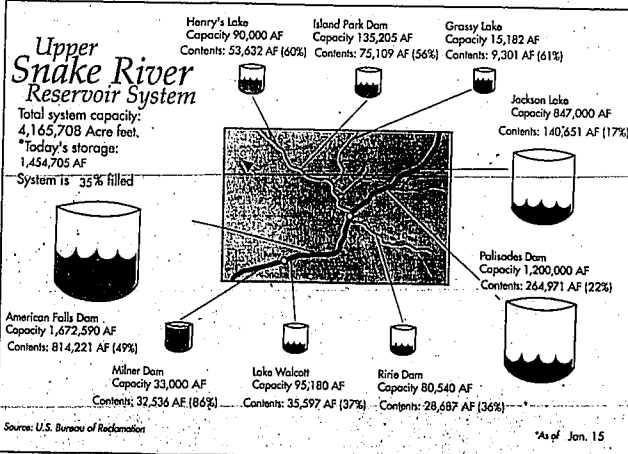 Upper
Snake River
Reservoir System
Total system capacity:
4,165,708 Acre feet.
*Today's storage:
1,454,705 AF
System is 35% filled
Henry's Lake
Capacity 90,000 AF
Contents: 53,632 AF (60%)
Island Park Dam
Capacity 135,205 AF
Contents: 75,109 AF (56%)
Grassy Lake
Capacity 15,182 AF
Contents: 9,301 AF (61%)
Jackson Lake
Capacity 847,000 AF
Contents: 140,651 AF (17%)
Palisades Dam
Capacity 1,200,000 AF
Contents: 264,971 AF (22%)
American Falls Dam
Capacity 1,672,590 AF
Contents: 814,221 AF (49%)
Milner Dam
Capacity 33,000 AF
Contents: 32,536 AF (86%)
Lake Walcott
Capacity 95,180 AF
Contents: 35,597 AF (37%)
Ririe Dam
Capacity 80,540 AF
Contents: 28,687 AF (36%)
Source: U.S. Bureau of Reclamation
*As of Jan. 15